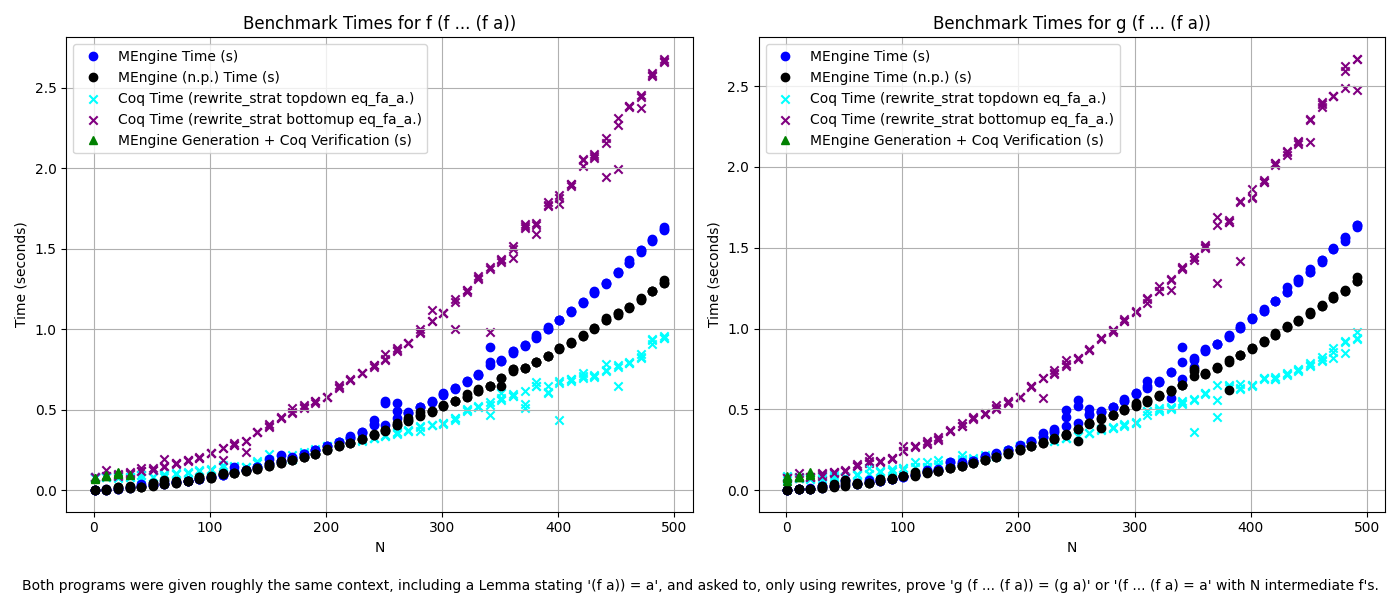 Benchmark Times for f (f ... (f a))
MEngine Time (s)
MEngine (n.p.) Time (s)
Coq Time (rewrite_strat topdown eq_fa_a.)
Coq Time (rewrite_strat bottomup eq_fa_a.)
MEngine Generation + Coq Verification (s)
Time (seconds)
2.5
2.0
1.5
1.0
0.5
0.0
0 100 200 300 400 500
N
Benchmark Times for g (f ... (f a))
MEngine Time (s)
MEngine Time (n.p.) (s)
Coq Time (rewrite_strat topdown eq_fa_a.)
Coq Time (rewrite_strat bottomup eq_fa_a.)
MEngine Generation + Coq Verification (s)
Time (seconds)
2.5
2.0
1.5
1.0
0.5
0.0
0 100 200 300 400 500
N
Both programs were given roughly the same context, including a Lemma stating '(f a)) = a', and asked to, only using rewrites, prove 'g (f ... (f a)) = (g a)' or '(f ... (f a) = a' with N intermediate f's.